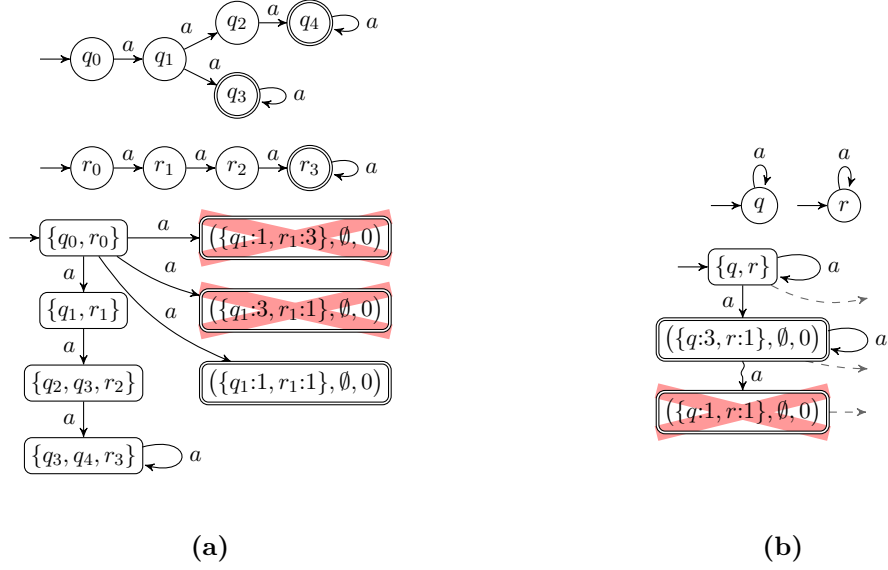 a
q₂ q₄ a
a
q₀ a q₁
a
q₃ a
r₀ a r₁ a r₂ a r₃ a
a a
q r
{q₀, r₀} a ({q₁:1, r₁:3}, ∅, 0)
{q, r} a
a a
{q₁, r₁} a ({q₁:3, r₁:1}, ∅, 0)
a
({q:3, r:1}, ∅, 0) a
a
{q₂, q₃, r₂} ({q₁:1, r₁:1}, ∅, 0)
a
({q:1, r:1}, ∅, 0)
a
{q₃, q₄, r₃} a
(a) (b)